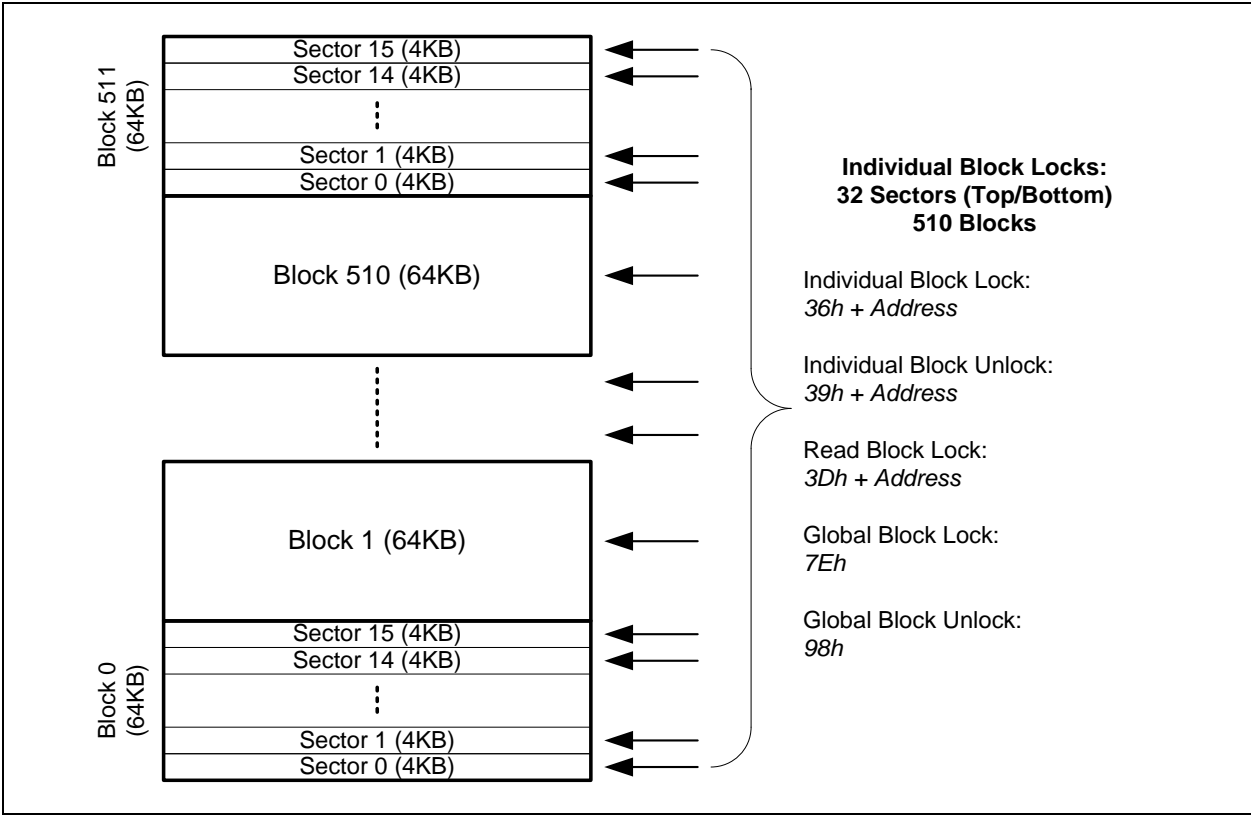 Block 511
(64KB)
Sector 15 (4KB)
Sector 14 (4KB)
Sector 1 (4KB)
Sector 0 (4KB)
Block 510 (64KB)
Block 1 (64KB)
Block 0
(64KB)
Sector 15 (4KB)
Sector 14 (4KB)
Sector 1 (4KB)
Sector 0 (4KB)
Individual Block Locks:
32 Sectors (Top/Bottom)
510 Blocks
Individual Block Lock:
36h + Address
Individual Block Unlock:
39h + Address
Read Block Lock:
3Dh + Address
Global Block Lock:
7Eh
Global Block Unlock:
98h